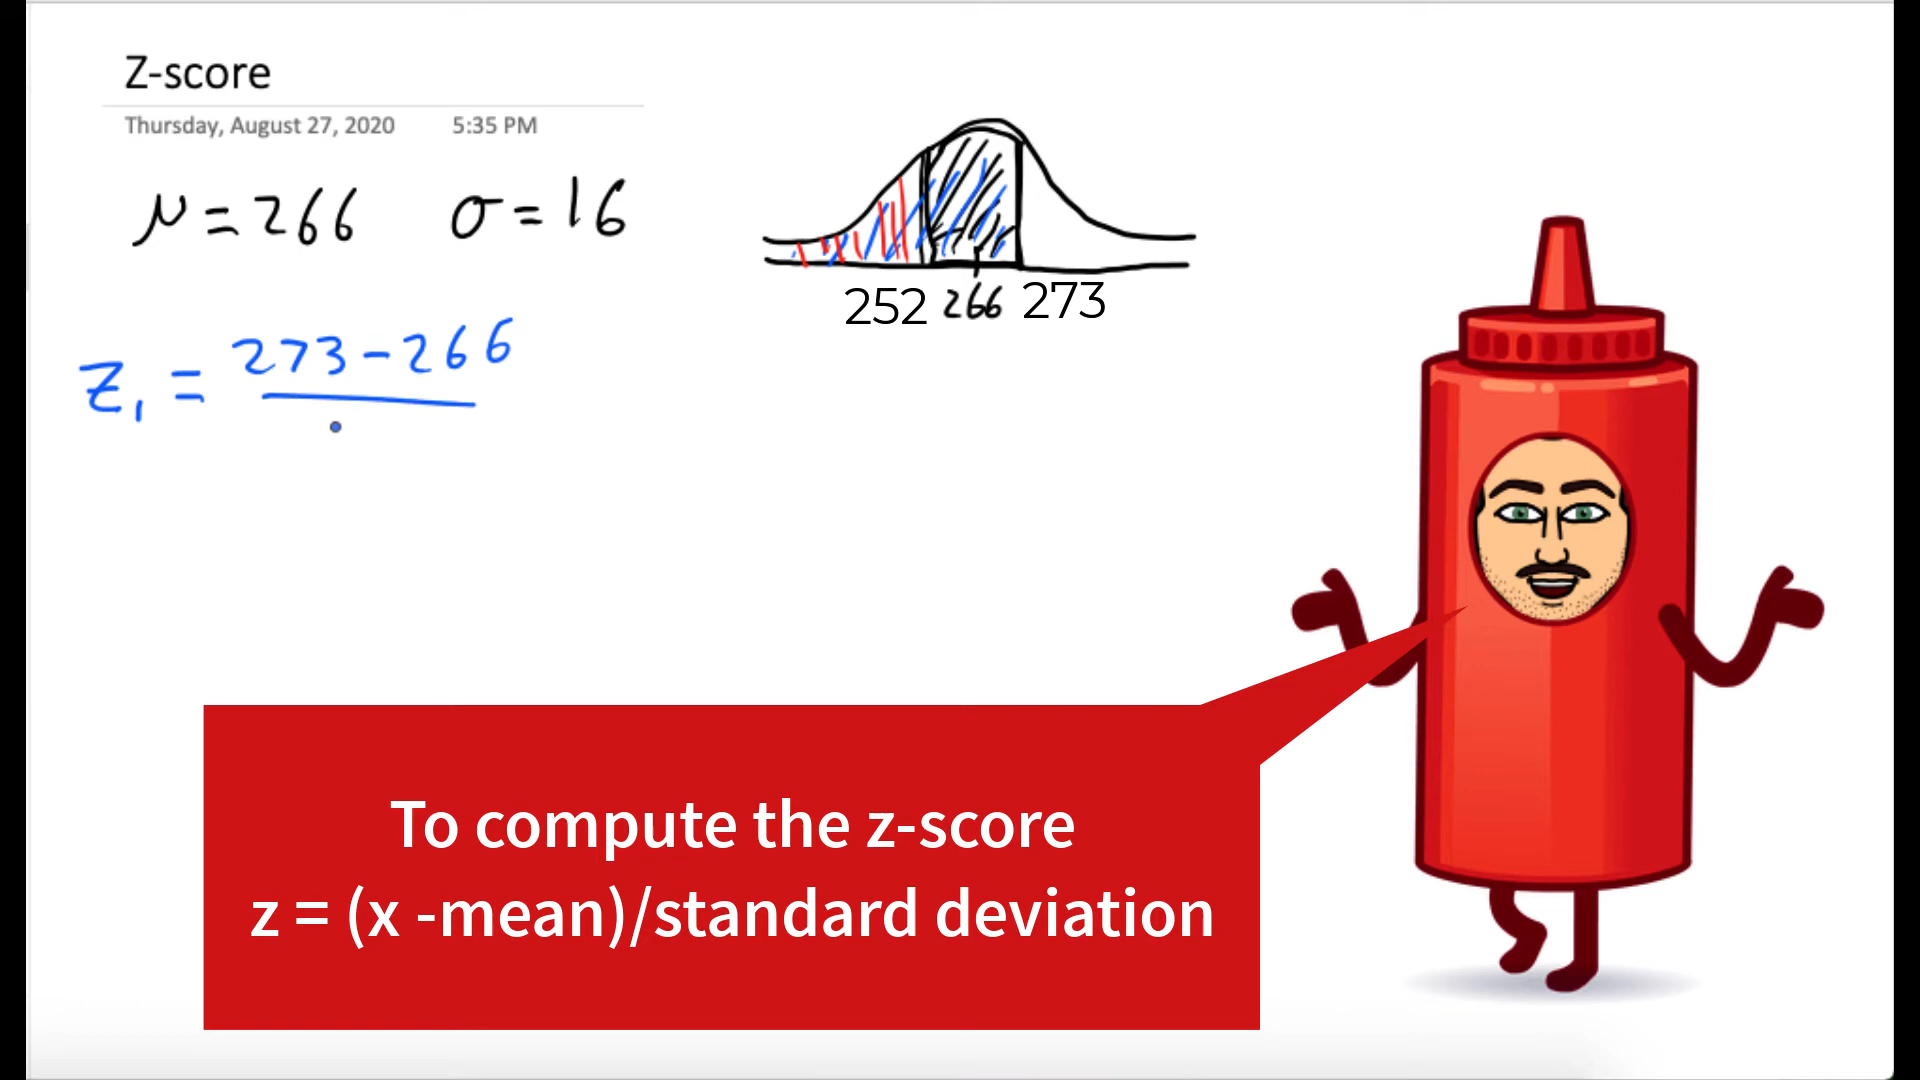 Z-score
Thursday, August 27, 2020 5:35 PM
μ = 266 σ = 16
252 266 273
z₁ = 273 - 266
To compute the z-score
z = (x -mean)/standard deviation